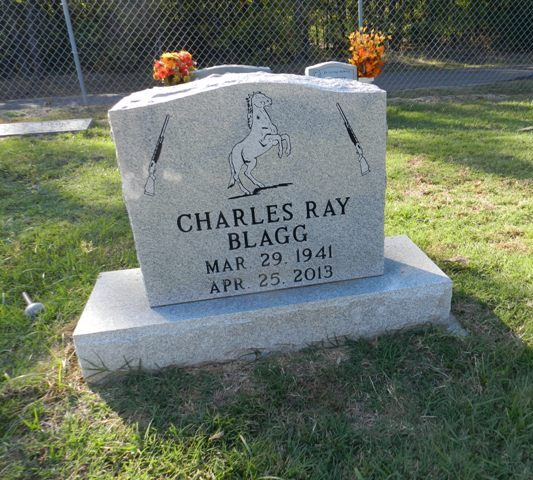 CHARLES RAY
BLAGG
MAR. 29. 1941
APR. 25. 2013